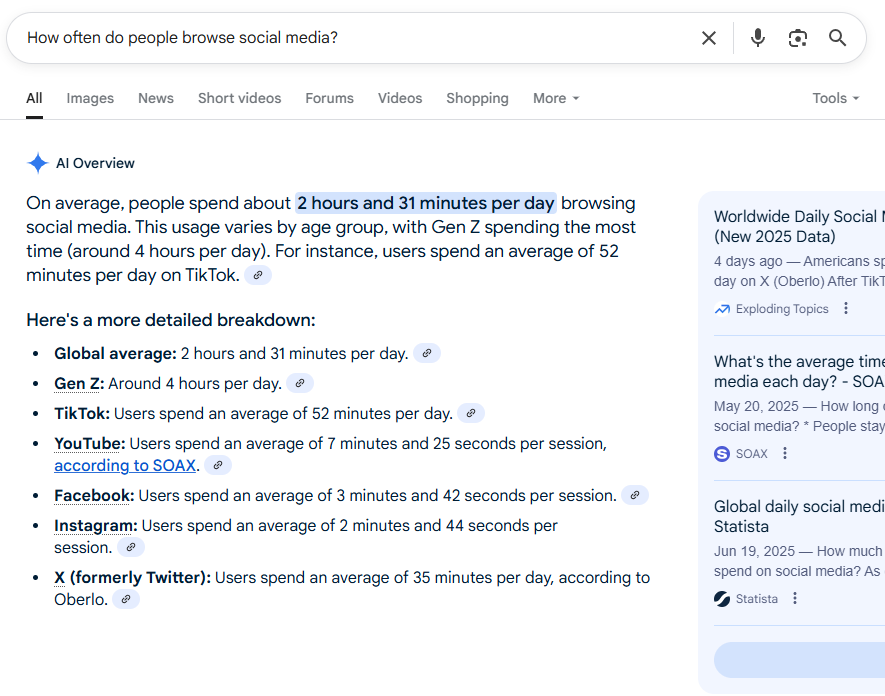 How often do people browse social media?
All Images News Short videos Forums Videos Shopping More Tools
AI Overview
On average, people spend about 2 hours and 31 minutes per day browsing
social media. This usage varies by age group, with Gen Z spending the most
time (around 4 hours per day). For instance, users spend an average of 52
minutes per day on TikTok.
Here's a more detailed breakdown:
• Global average: 2 hours and 31 minutes per day.
• Gen Z: Around 4 hours per day.
• TikTok: Users spend an average of 52 minutes per day.
• YouTube: Users spend an average of 7 minutes and 25 seconds per session,
according to SOAX.
• Facebook: Users spend an average of 3 minutes and 42 seconds per session.
• Instagram: Users spend an average of 2 minutes and 44 seconds per
session.
• X (formerly Twitter): Users spend an average of 35 minutes per day, according to
Oberlo.
Worldwide Daily Social
(New 2025 Data)
4 days ago — Americans sp
day on X (Oberlo) After TikT
Exploding Topics
What's the average time
media each day? - SOA
May 20, 2025 — How long
social media? * People stay
SOAX
Global daily social medi
Statista
Jun 19, 2025 — How much
spend on social media? As
Statista